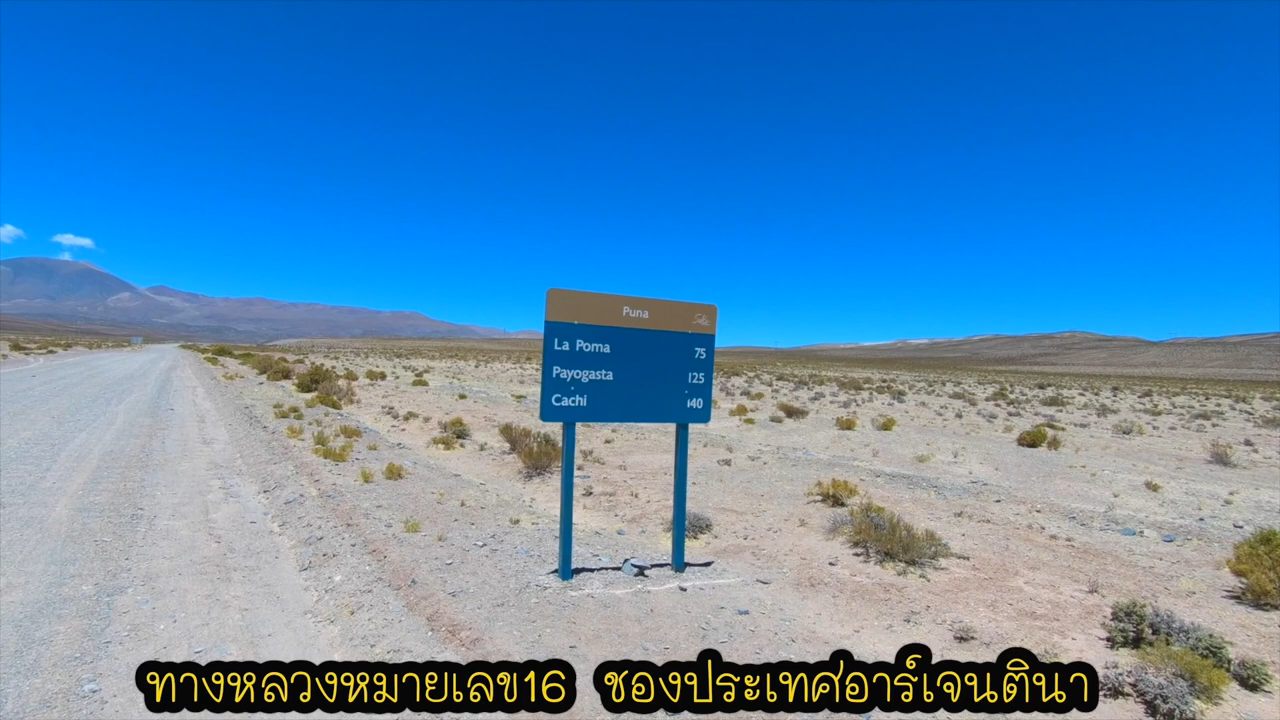 Puna
Salta
La Poma 75
Payogasta 125
Cachi 140
ทางหลวงหมายเลข16 ชองประเทศอาร์เจนตินา